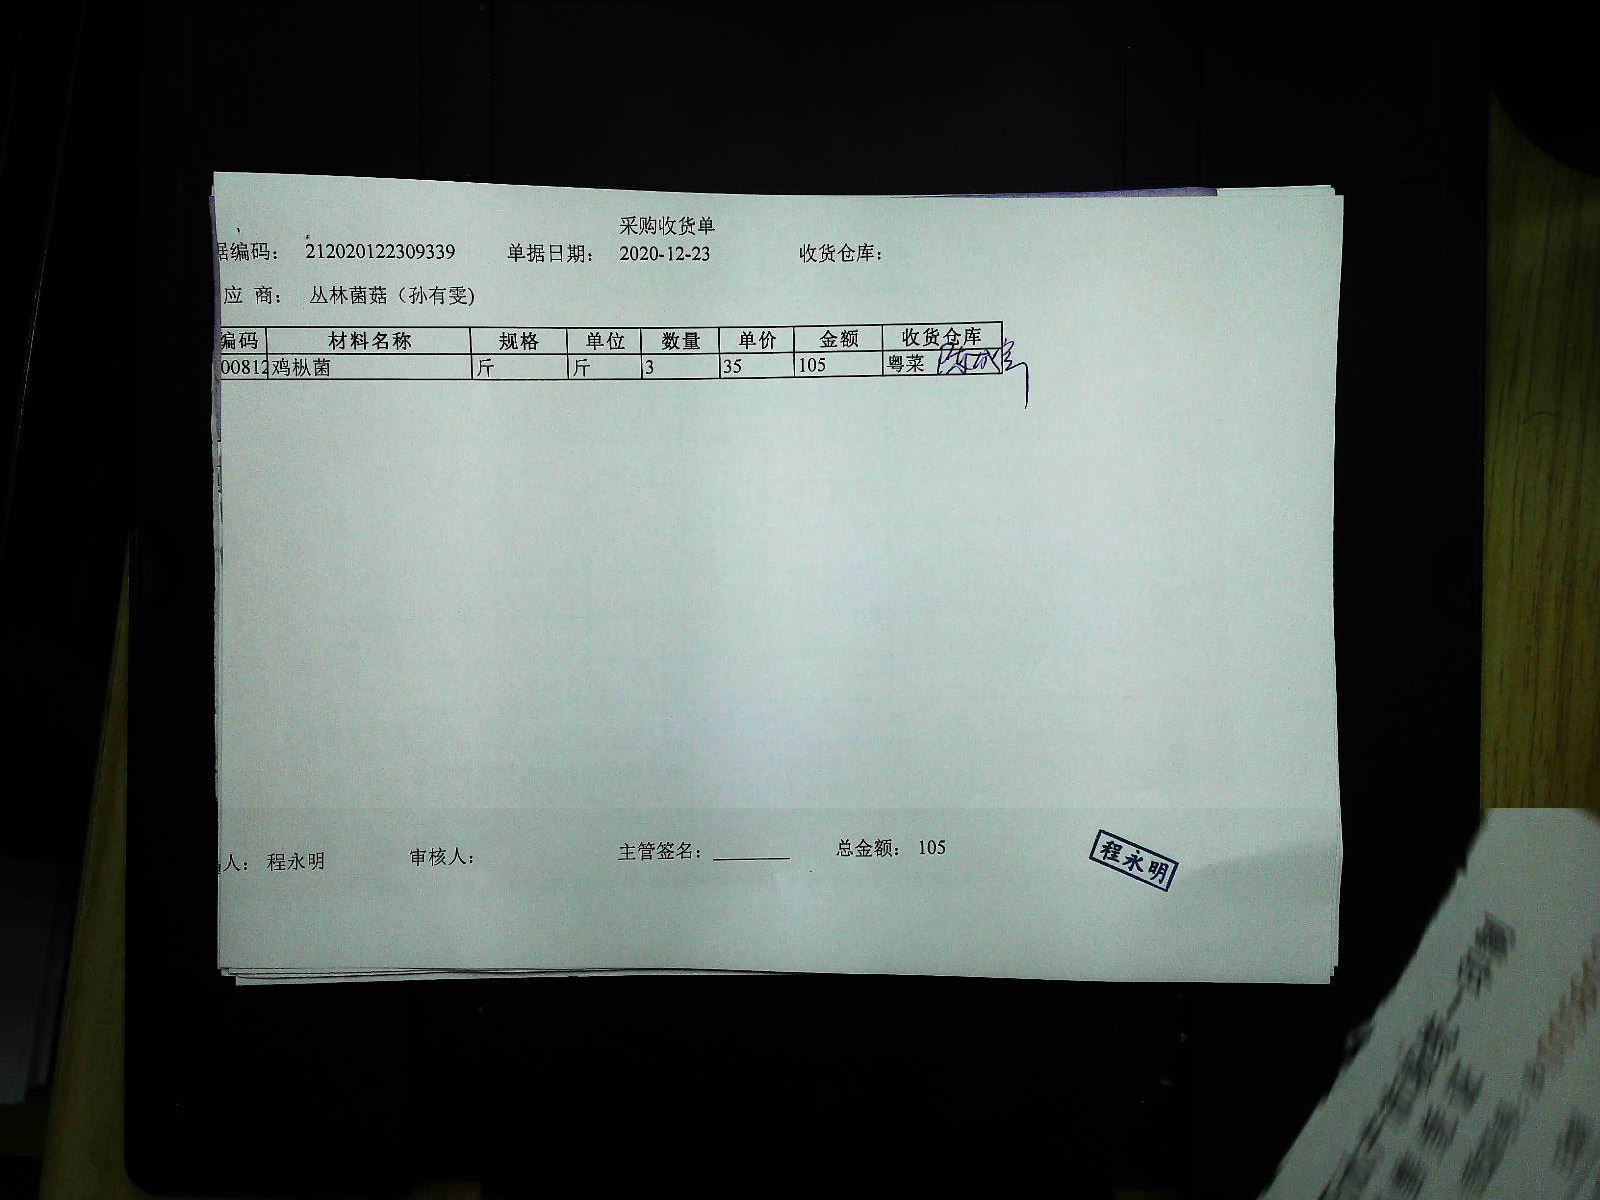 采购收货单
据编码： 212020122309339 单据日期： 2020-12-23 收货仓库：
应 商： 丛林菌菇（孙有雯)
编码 材料名称 规格 单位 数量 单价 金额 收货仓库
00812 鸡枞菌 斤 斤 3 35 105 粤菜
人： 程永明 审核人： 主管签名： 总金额： 105
程永明